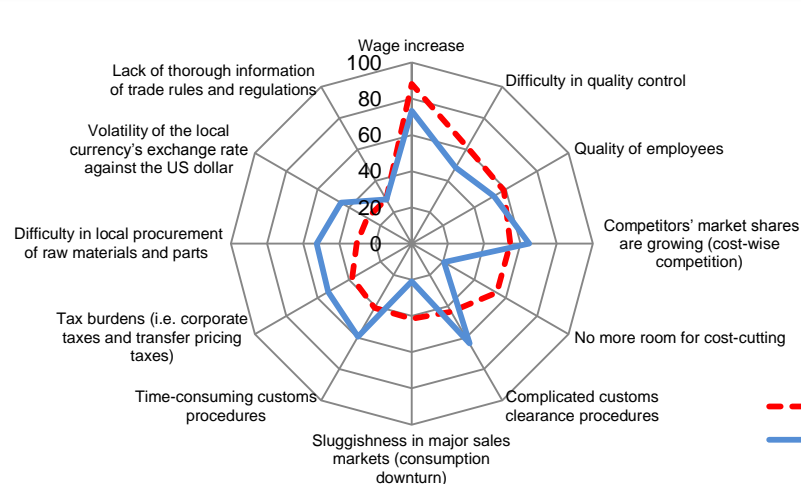 Wage increase
100
80
60
40
20
0
Difficulty in quality control
Quality of employees
Competitors’ market shares
are growing (cost-wise
competition)
No more room for cost-cutting
Complicated customs
clearance procedures
Sluggishness in major sales
markets (consumption
downturn)
Time-consuming customs
procedures
Tax burdens (i.e. corporate
taxes and transfer pricing
taxes)
Difficulty in local procurement
of raw materials and parts
Volatility of the local
currency’s exchange rate
against the US dollar
Lack of thorough information
of trade rules and regulations